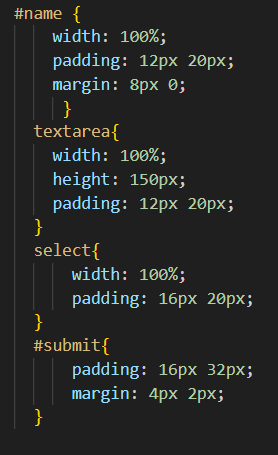 #name {
width: 100%;
padding: 12px 20px;
margin: 8px 0;
}
textarea{
width: 100%;
height: 150px;
padding: 12px 20px;
}
select{
width: 100%;
padding: 16px 20px;
}
#submit{
padding: 16px 32px;
margin: 4px 2px;
}